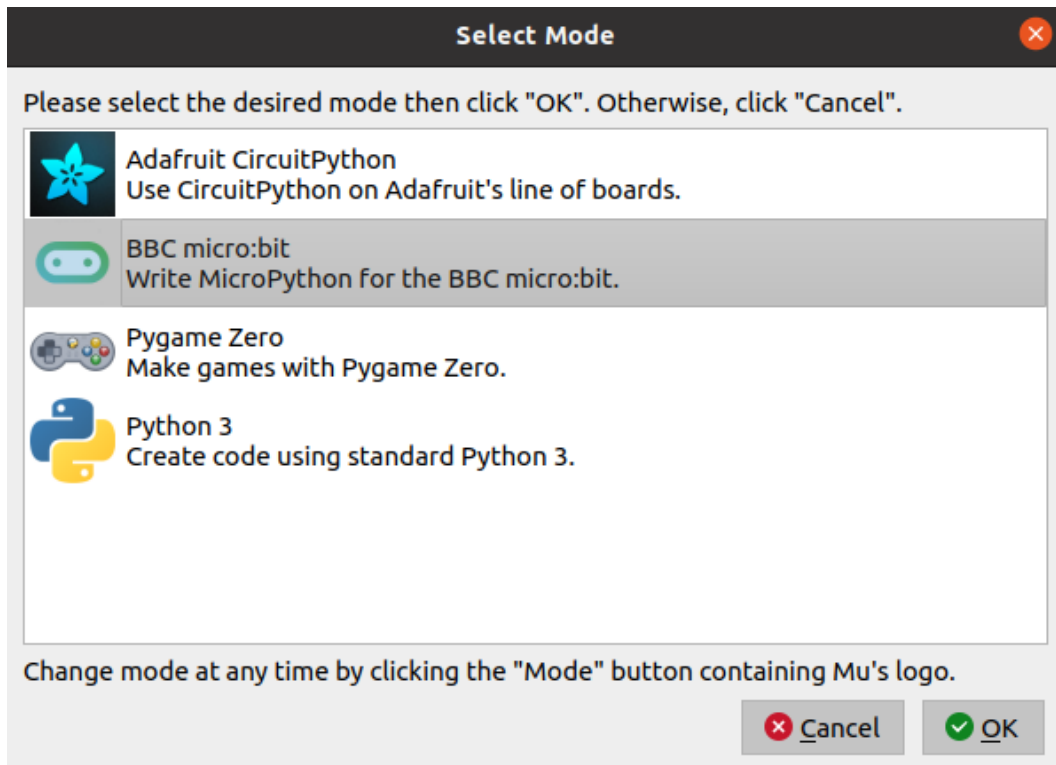 Select Mode
Please select the desired mode then click "OK". Otherwise, click "Cancel".
Adafruit CircuitPython
Use CircuitPython on Adafruit's line of boards.
BBC micro:bit
Write MicroPython for the BBC micro:bit.
Pygame Zero
Make games with Pygame Zero.
Python 3
Create code using standard Python 3.
Change mode at any time by clicking the "Mode" button containing Mu's logo.
Cancel
OK